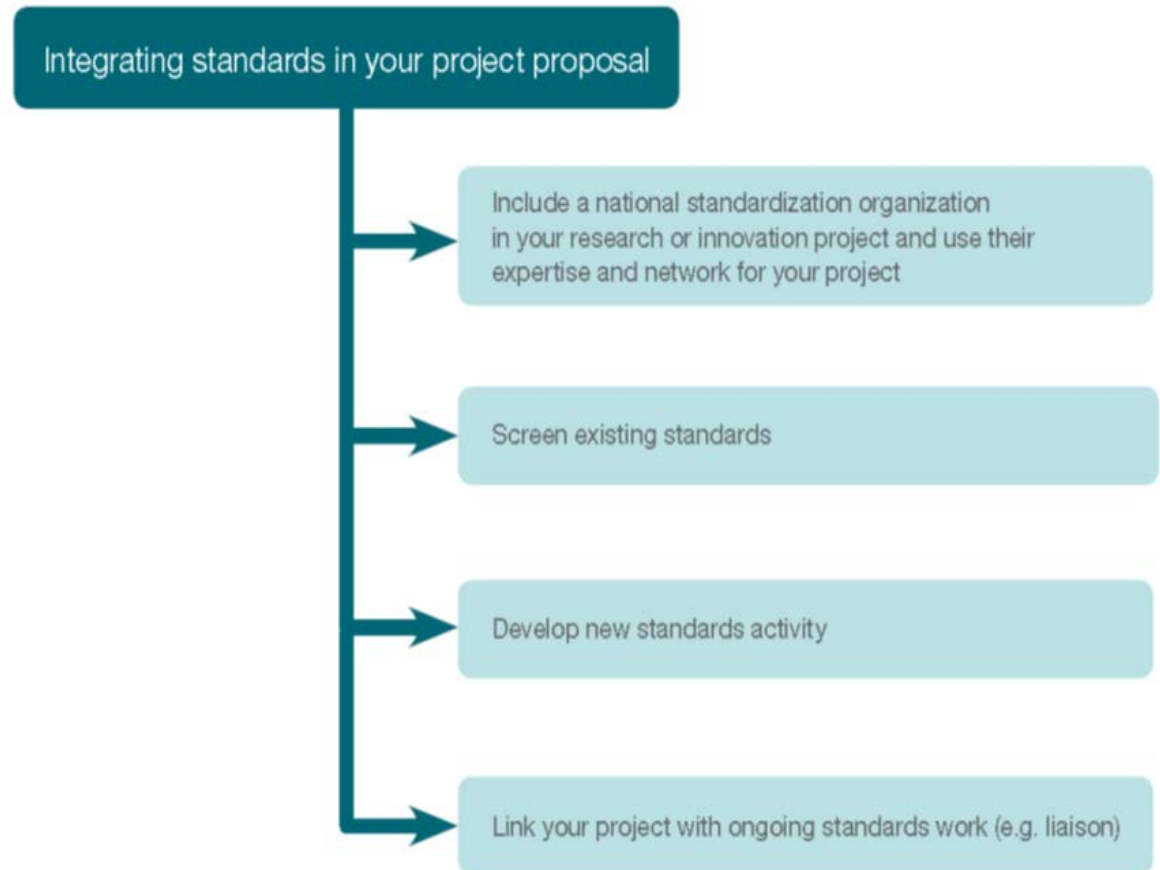 Integrating standards in your project proposal
Include a national standardization organization
in your research or innovation project and use their
expertise and network for your project
Screen existing standards
Develop new standards activity
Link your project with ongoing standards work (e.g. liaison)